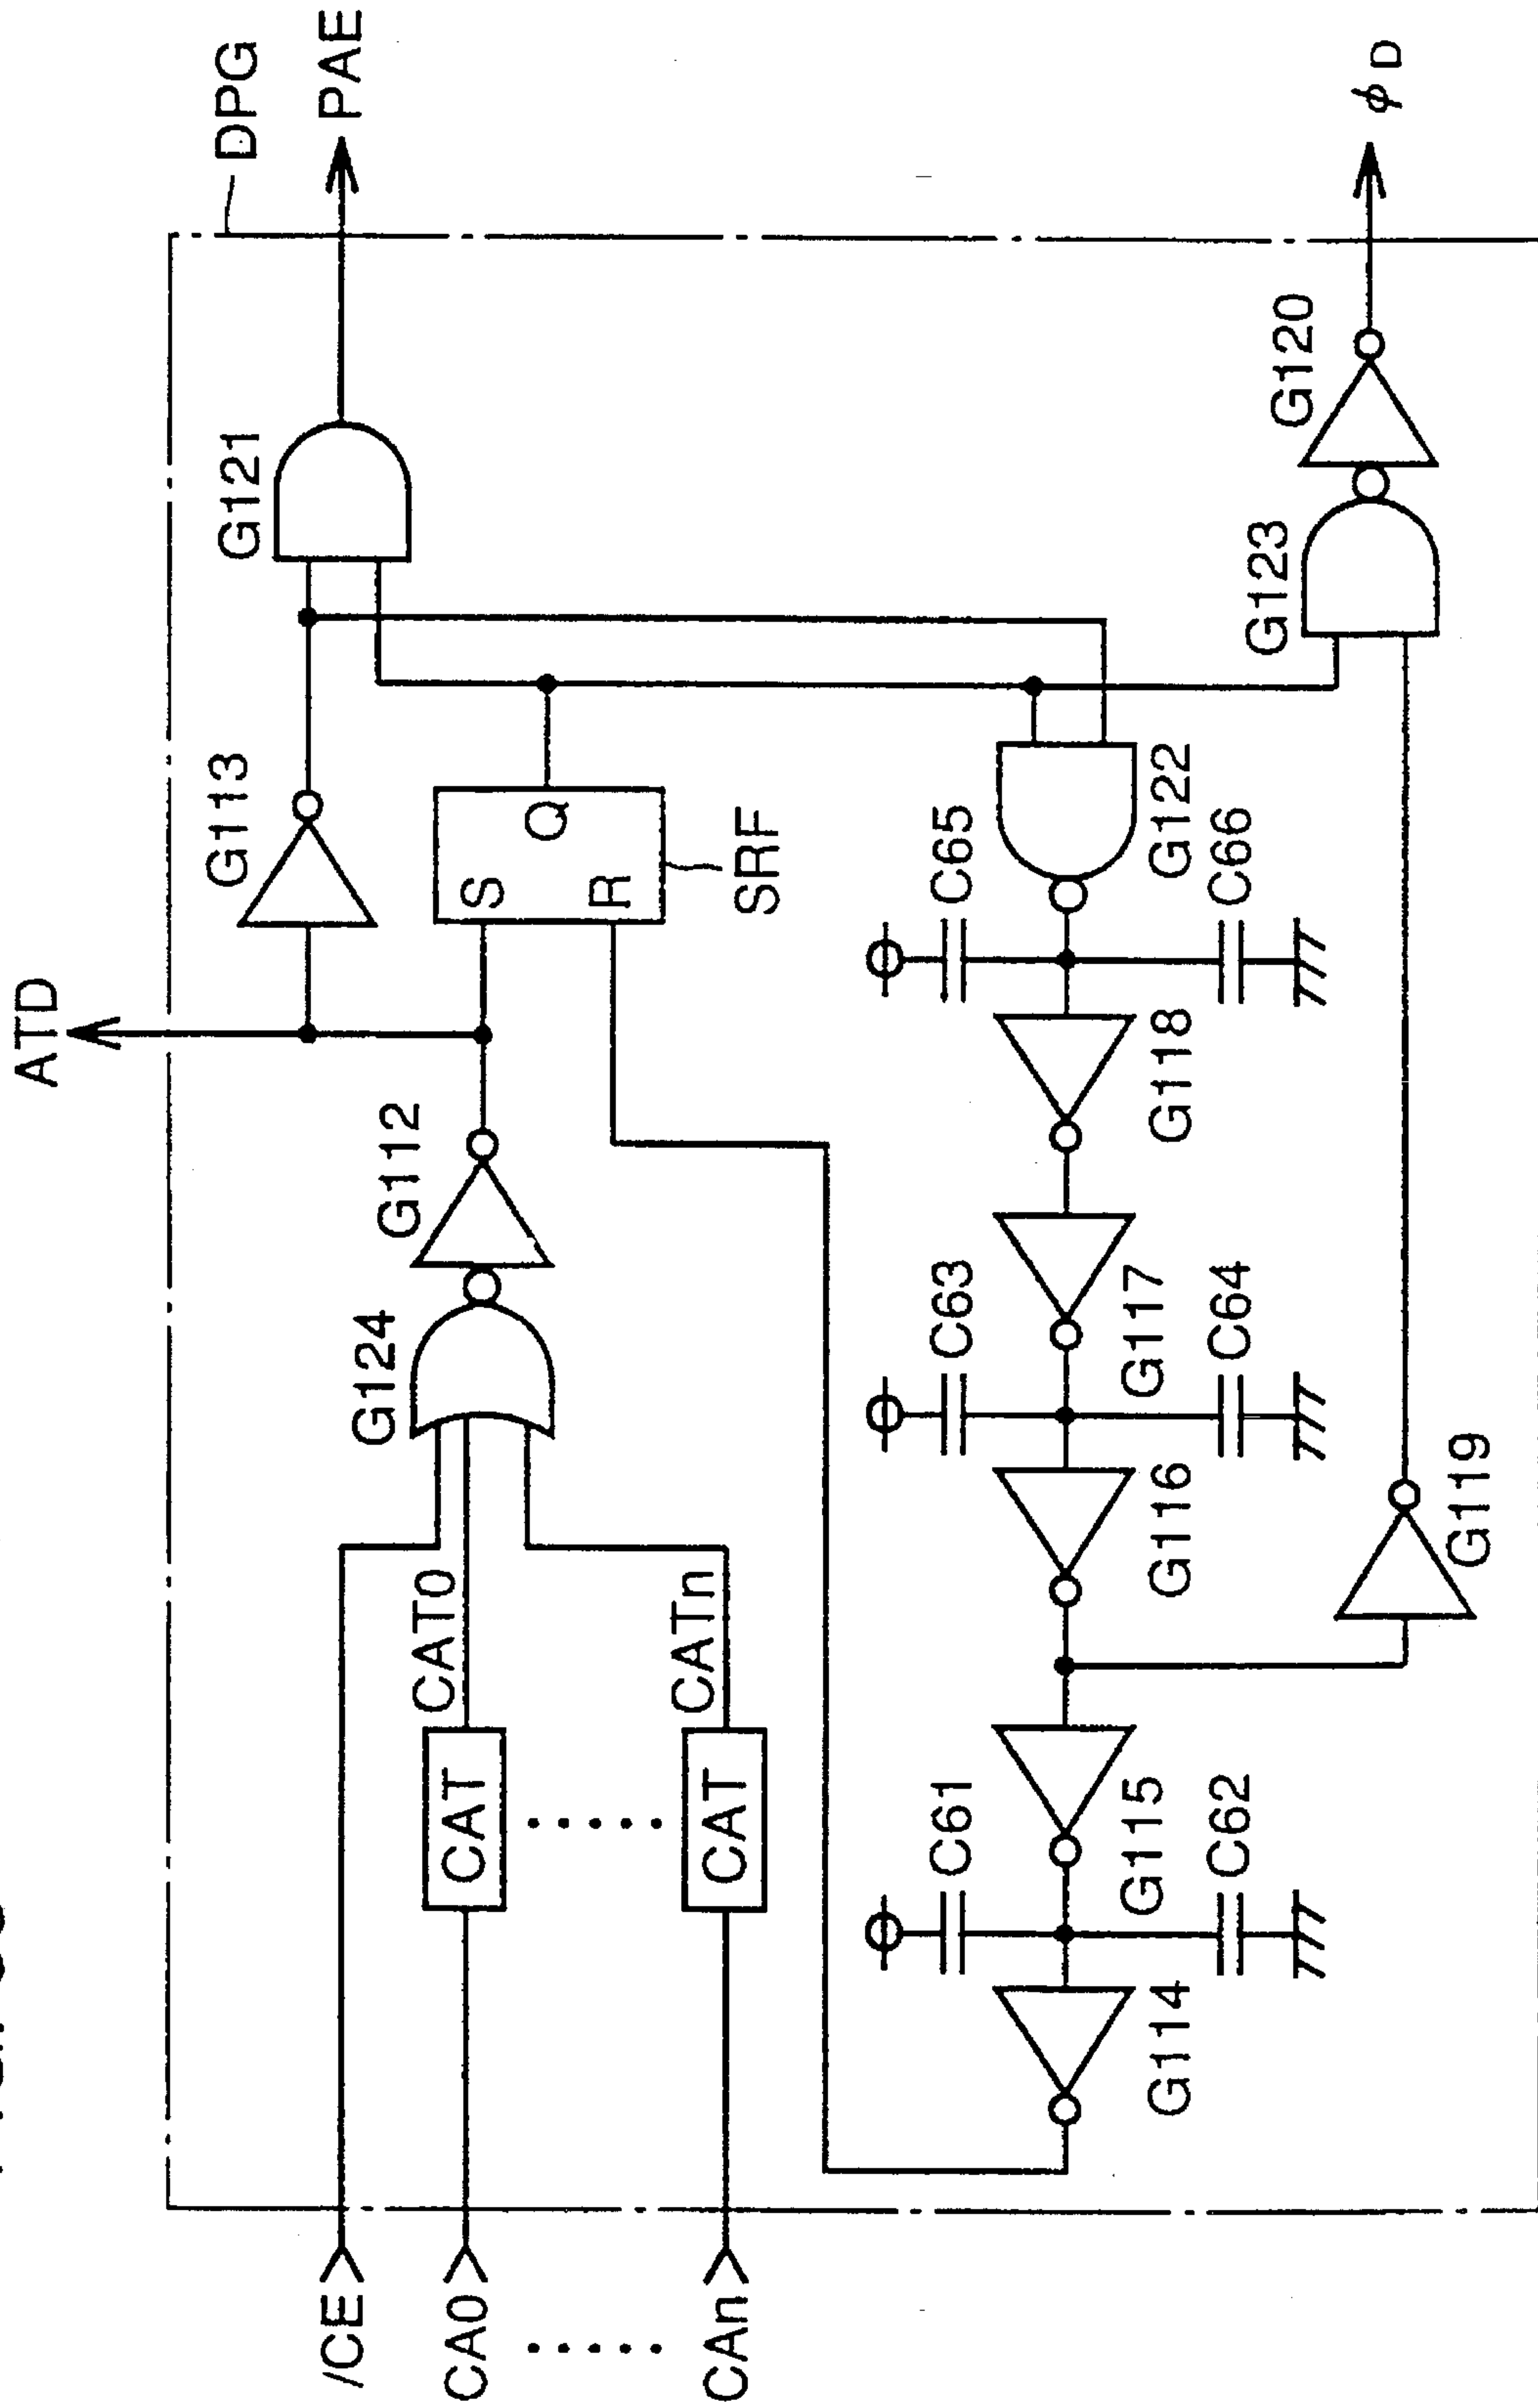 ATD
DPG
PAE
G113
G121
G124
G112
S
Q
R
SRF
/CE
CA0
CAT
CAT0
CAn
CAT
CATn
C61
C63
C65
G114
G115
G116
G117
G118
G122
C62
C64
C66
G119
G123
G120
ϕD